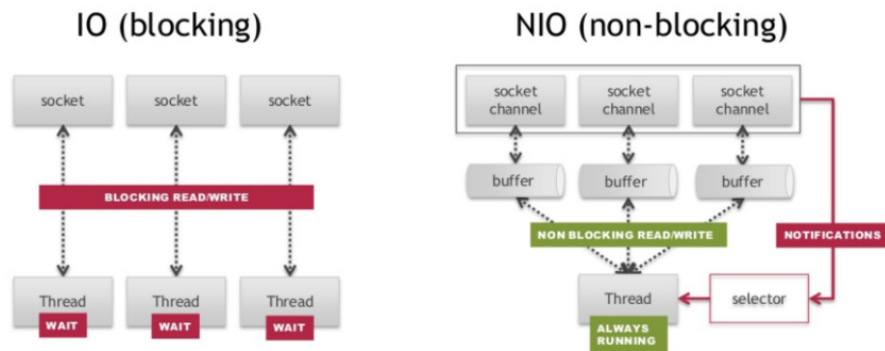 IO (blocking)
NIO (non-blocking)
socket
socket
socket
BLOCKING READ/WRITE
Thread
WAIT
Thread
WAIT
Thread
WAIT
socket
channel
socket
channel
socket
channel
buffer
buffer
buffer
NON BLOCKING READ/WRITE
NOTIFICATIONS
Thread
ALWAYS
RUNNING
selector